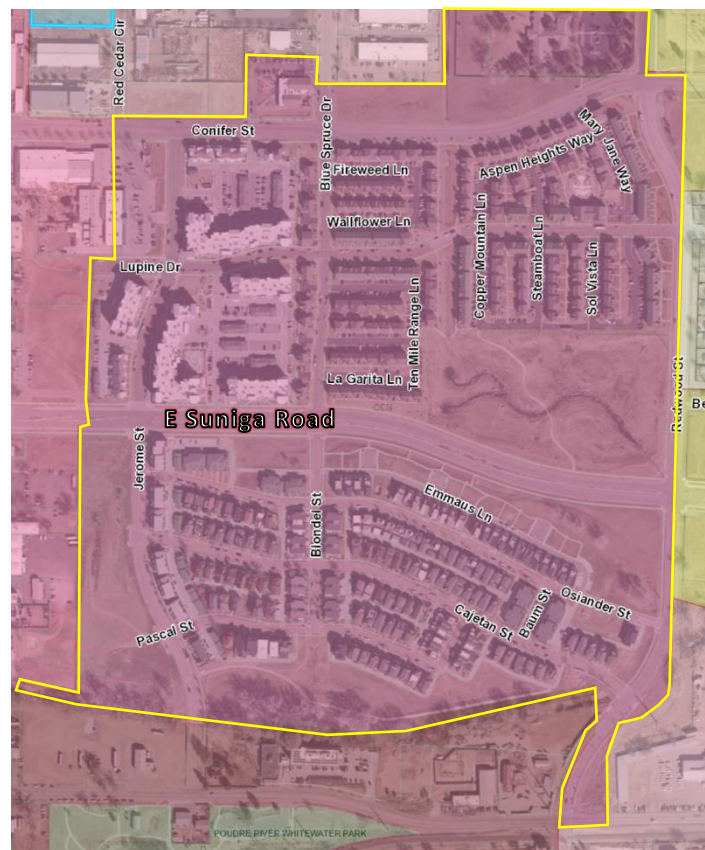 Red Cedar Cir
Conifer St
Blue Spruce Dr
Fireweed Ln
Aspen Heights Way
Mary Jane Way
Wallflower Ln
Copper Mountain Ln
Steamboat Ln
Sol Vista Ln
Lupine Dr
Ten Mile Range Ln
La Garita Ln
Redwood St
Be
E Suniga Road
Jerome St
Blondel St
Emmaus Ln
Osiander St
Baum St
Cajetan St
Pascal St
POUDRE RIVER WHITEWATER PARK